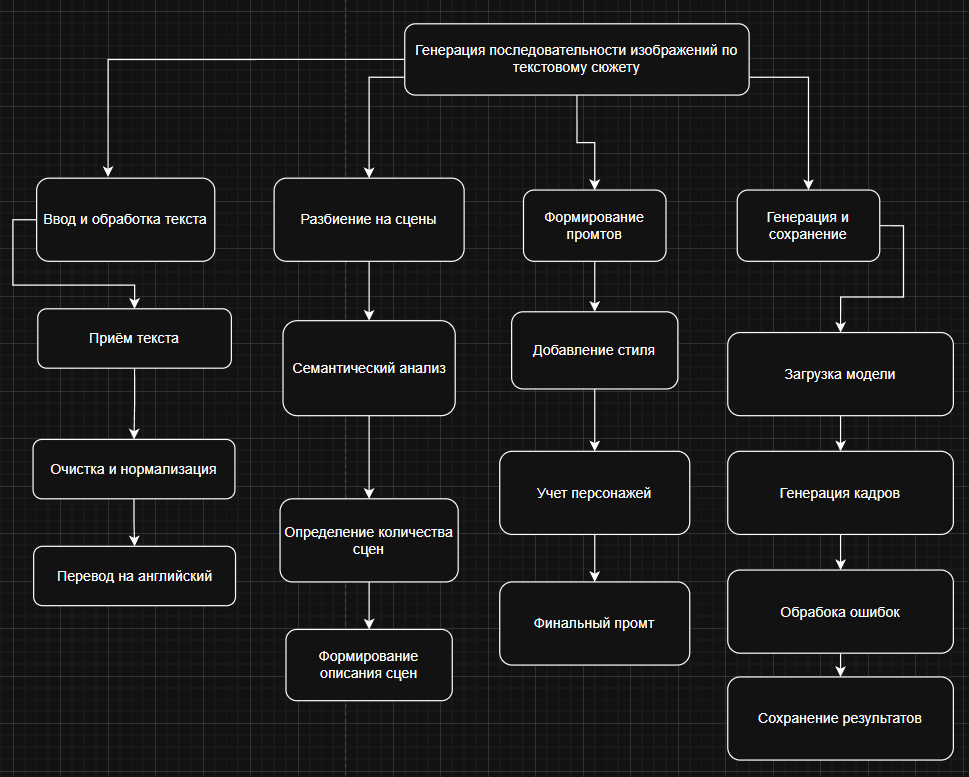 Генерация последовательности изображений по
текстовому сюжету
Ввод и обработка текста
Разбиение на сцены
Формирование
промтов
Генерация и
сохранение
Приём текста
Семантический анализ
Добавление стиля
Загрузка модели
Очистка и нормализация
Определение количества
сцен
Учет персонажей
Генерация кадров
Перевод на английский
Формирование
описания сцен
Финальный промт
Обрабока ошибок
Сохранение результатов